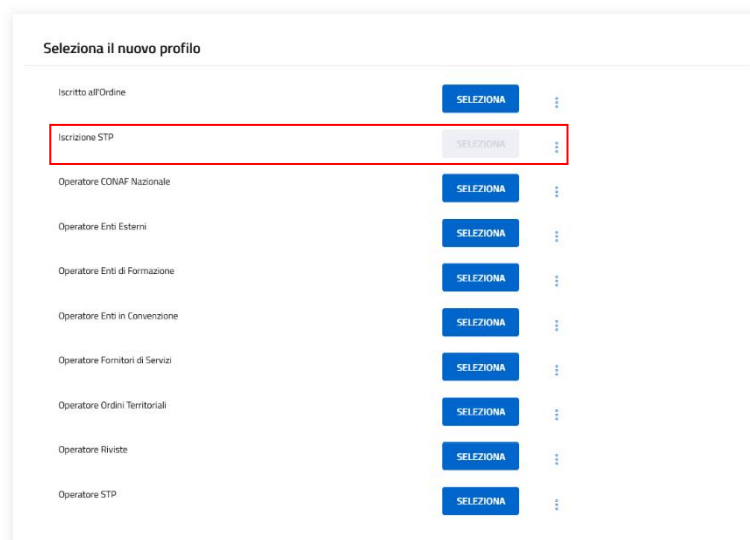 Seleziona il nuovo profilo
Iscritto all'Ordine SELEZIONA
Iscrizione STP SELEZIONA
Operatore CONAF Nazionale SELEZIONA
Operatore Enti Esterni SELEZIONA
Operatore Enti di Formazione SELEZIONA
Operatore Enti in Convenzione SELEZIONA
Operatore Fornitori di Servizi SELEZIONA
Operatore Ordini Territoriali SELEZIONA
Operatore Riviste SELEZIONA
Operatore STP SELEZIONA